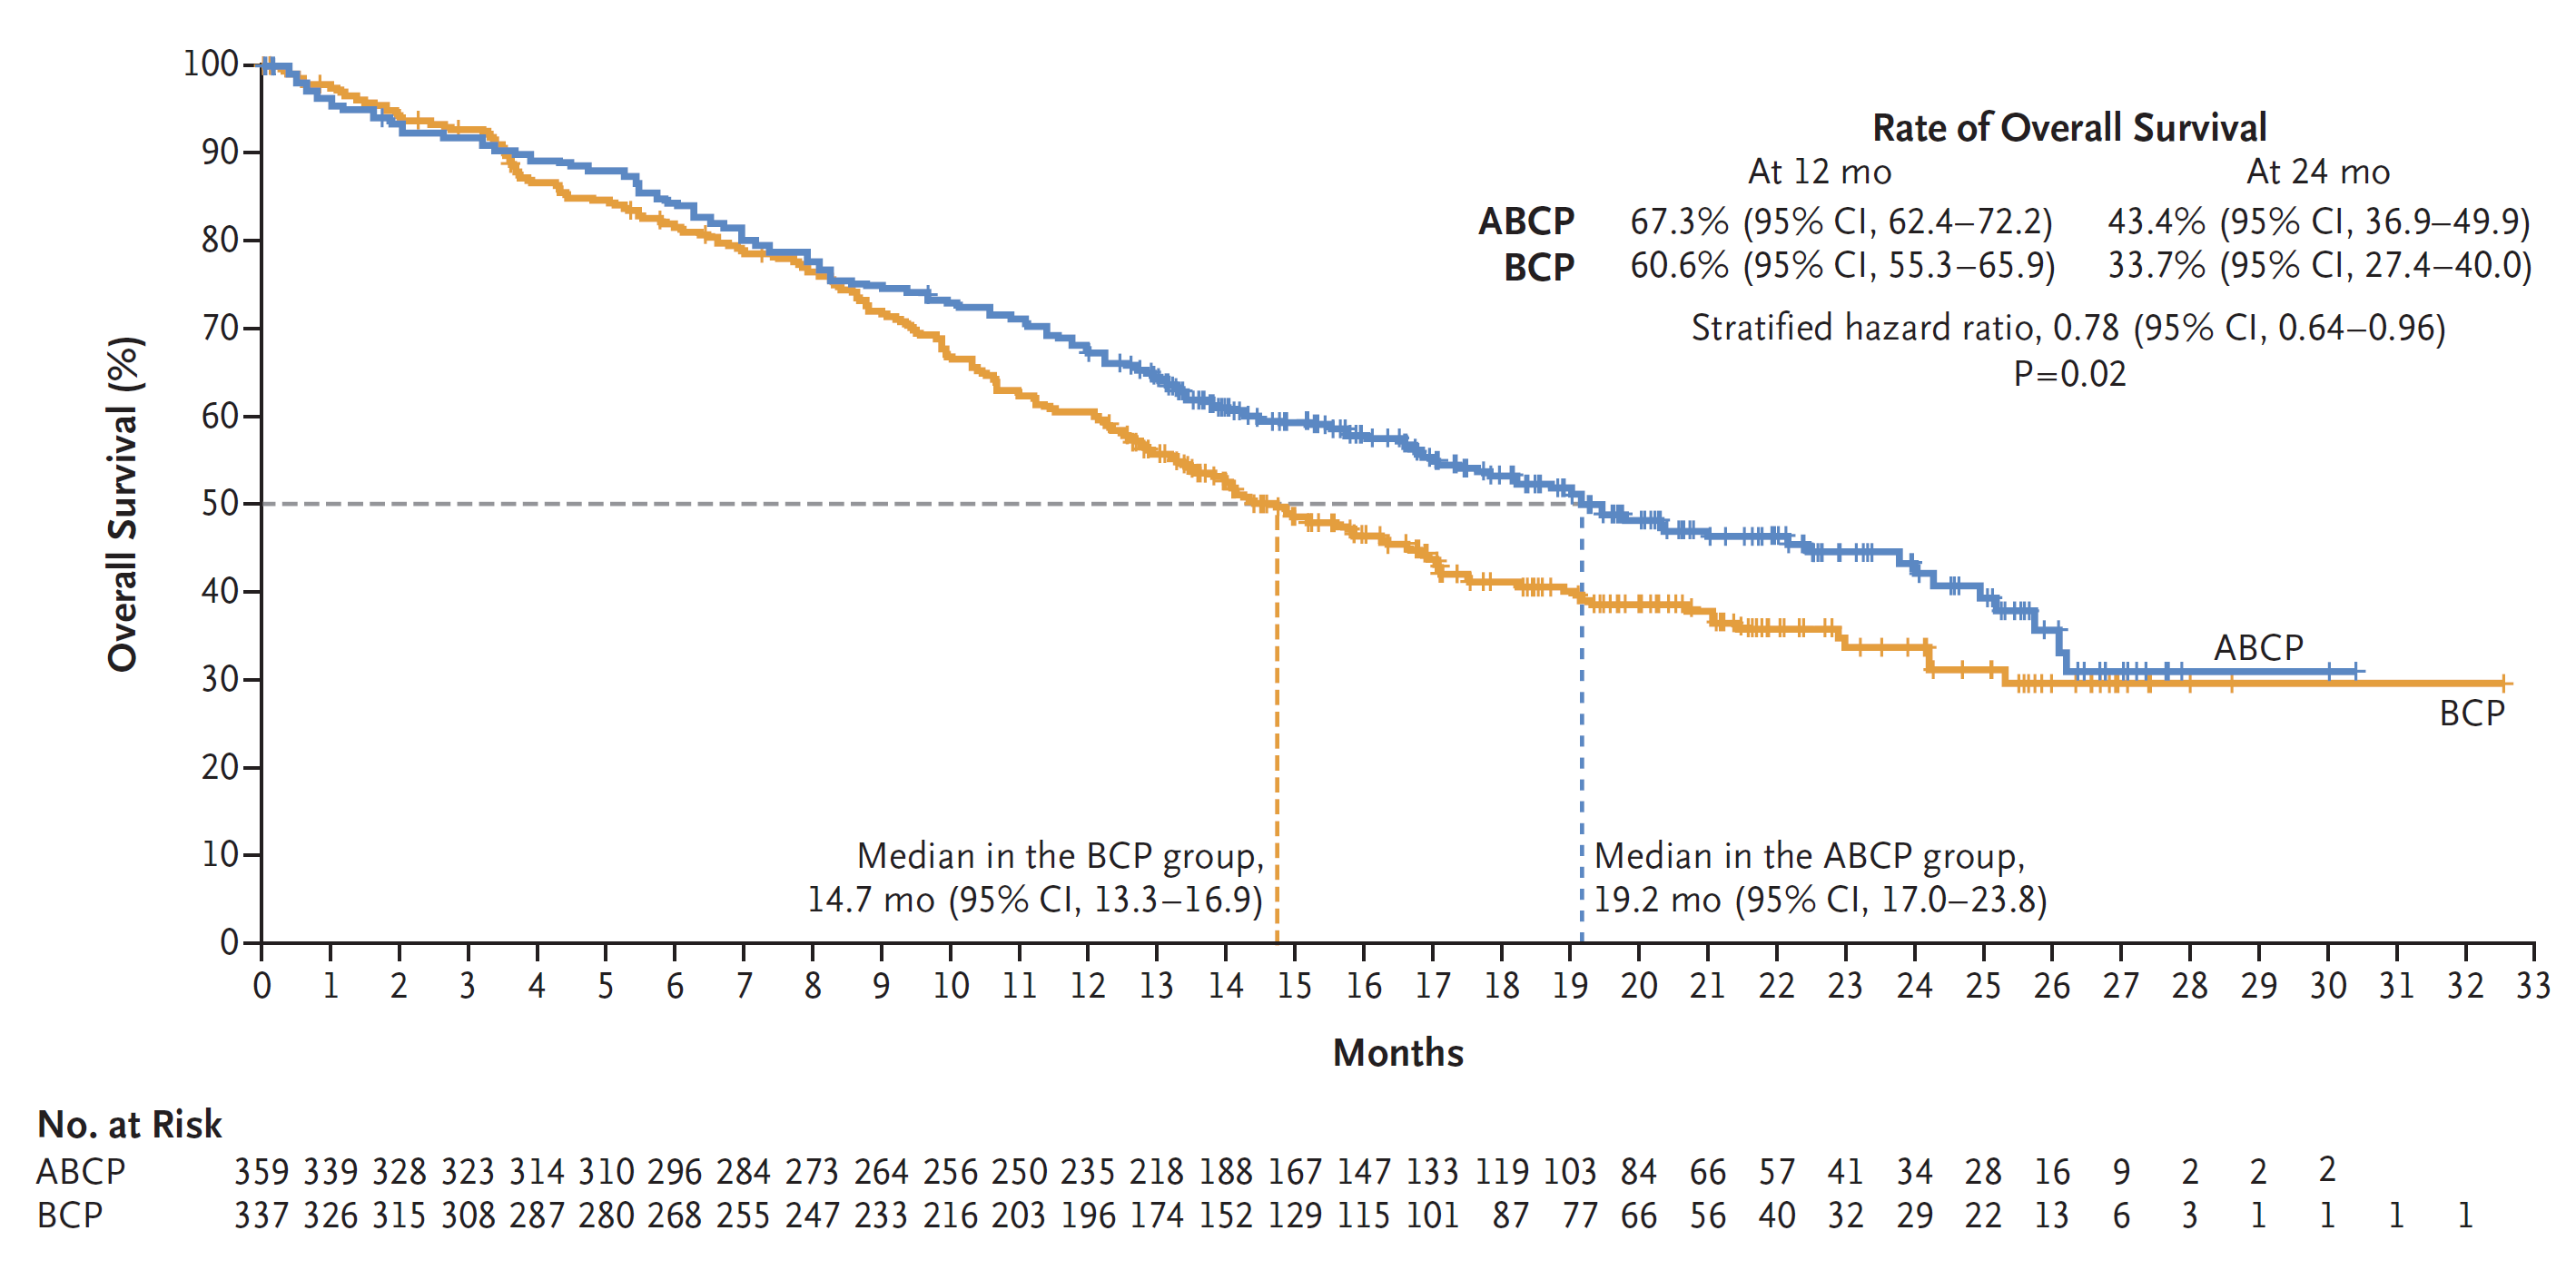 Rate of Overall Survival
At 12 mo At 24 mo
ABCP 67.3% (95% CI, 62.4–72.2) 43.4% (95% CI, 36.9–49.9)
BCP 60.6% (95% CI, 55.3–65.9) 33.7% (95% CI, 27.4–40.0)
Stratified hazard ratio, 0.78 (95% CI, 0.64–0.96)
P=0.02
Overall Survival (%)
100
90
80
70
60
50
40
30
20
10
0
ABCP
BCP
Median in the BCP group,
14.7 mo (95% CI, 13.3–16.9)
Median in the ABCP group,
19.2 mo (95% CI, 17.0–23.8)
0 1 2 3 4 5 6 7 8 9 10 11 12 13 14 15 16 17 18 19 20 21 22 23 24 25 26 27 28 29 30 31 32 33
Months
No. at Risk
ABCP 359 339 328 323 314 310 296 284 273 264 256 250 235 218 188 167 147 133 119 103 84 66 57 41 34 28 16 9 2 2 2
BCP 337 326 315 308 287 280 268 255 247 233 216 203 196 174 152 129 115 101 87 77 66 56 40 32 29 22 13 6 3 1 1 1 1